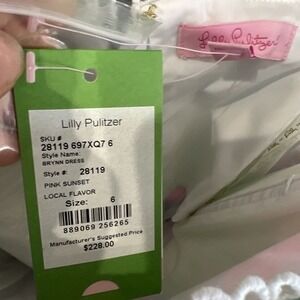 Lilly Pulitzer
Lilly Pulitzer
SKU #
28119 697XQ7 6
Style Name:
BRYNN DRESS
Style #: 28119
PINK SUNSET
LOCAL FLAVOR
Size: 6
889069 256265
Manufacturer's Suggested Price
$228.00